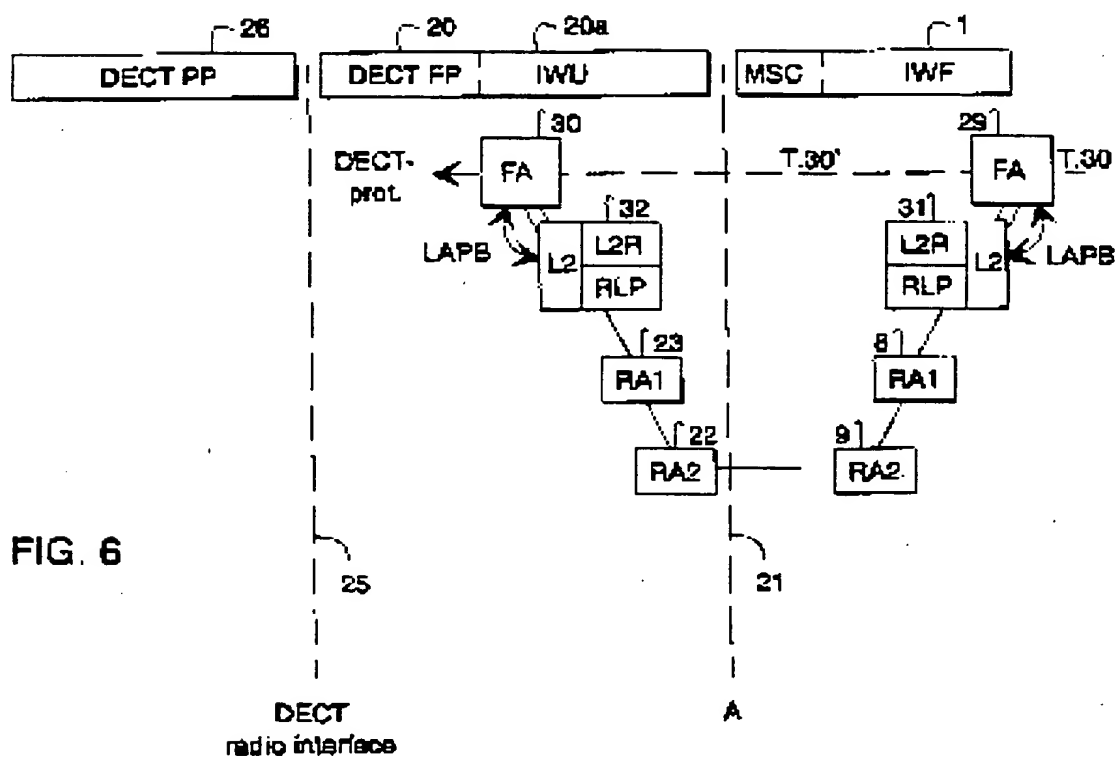 26 20 20a 1
DECT PP DECT FP IWU MSC IWF
30 29
DECT- FA T.30' FA T.30
prot.
32 31
LAPB L2 L2R L2R L2 LAPB
RLP RLP
23 8
RA1 RA1
22 9
RA2 RA2
FIG. 6
25 21
DECT A
radio interface